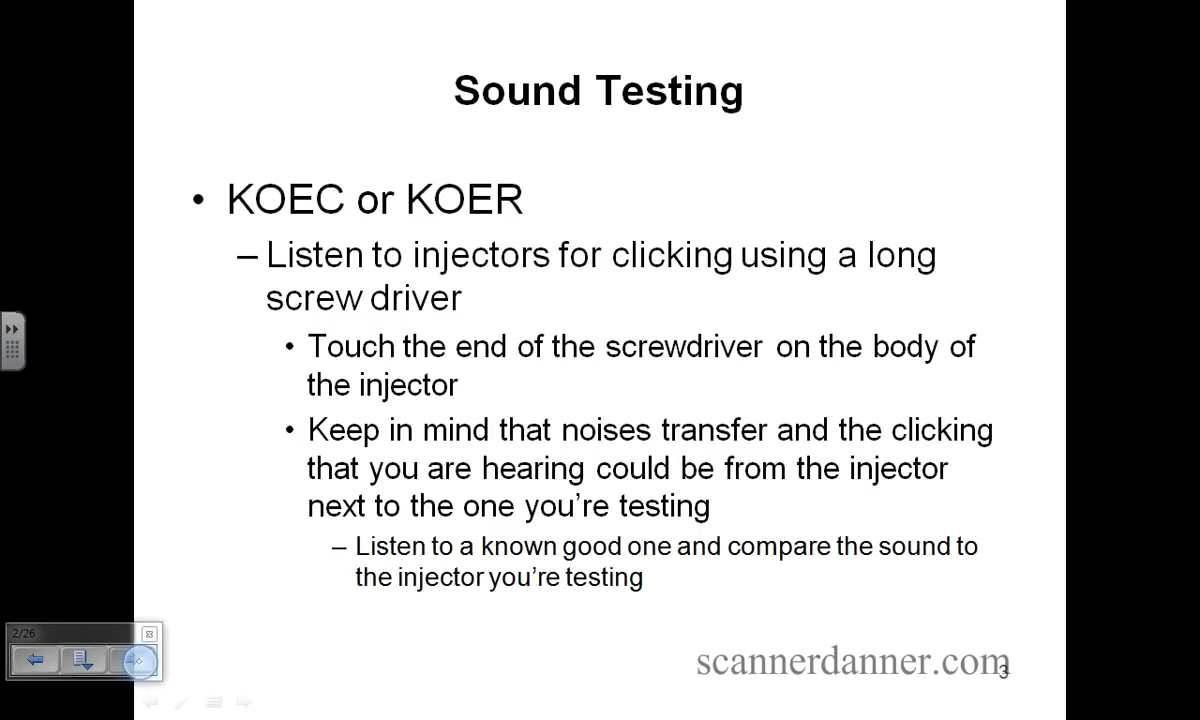 Sound Testing
• KOEC or KOER
– Listen to injectors for clicking using a long
screw driver
• Touch the end of the screwdriver on the body of
the injector
• Keep in mind that noises transfer and the clicking
that you are hearing could be from the injector
next to the one you're testing
– Listen to a known good one and compare the sound to
the injector you're testing
2/26
scannerdanner.com
3